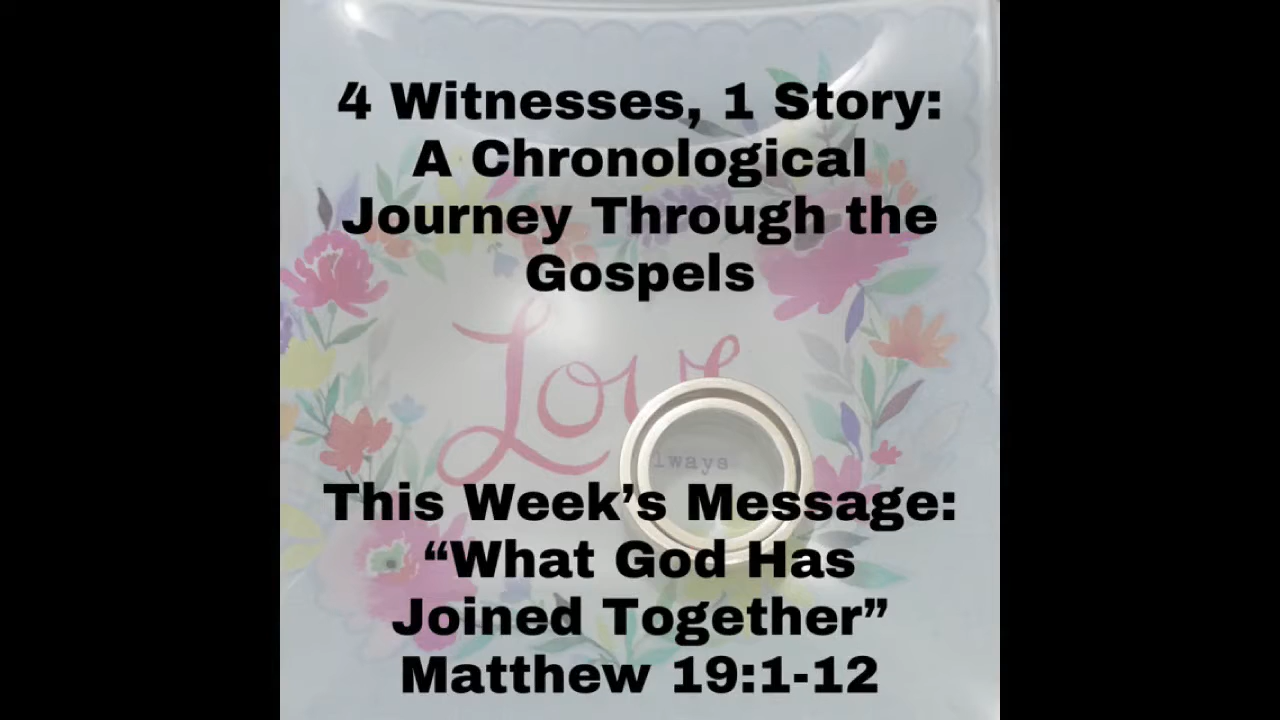 4 Witnesses, 1 Story:
A Chronological
Journey Through the
Gospels
Love
lways
This Week’s Message:
“What God Has
Joined Together”
Matthew 19:1-12